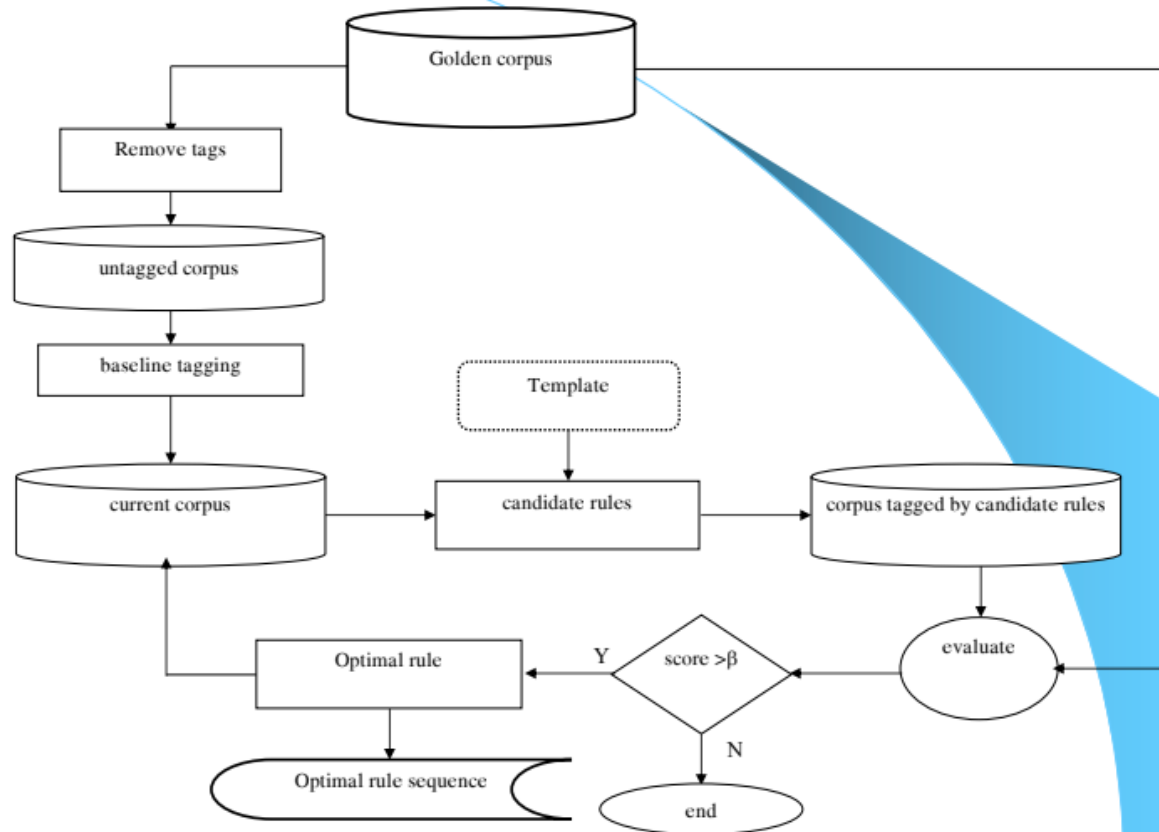 Golden corpus
Remove tags
untagged corpus
baseline tagging
Template
current corpus
candidate rules
corpus tagged by candidate rules
Optimal rule
Y
score >β
evaluate
N
Optimal rule sequence
end